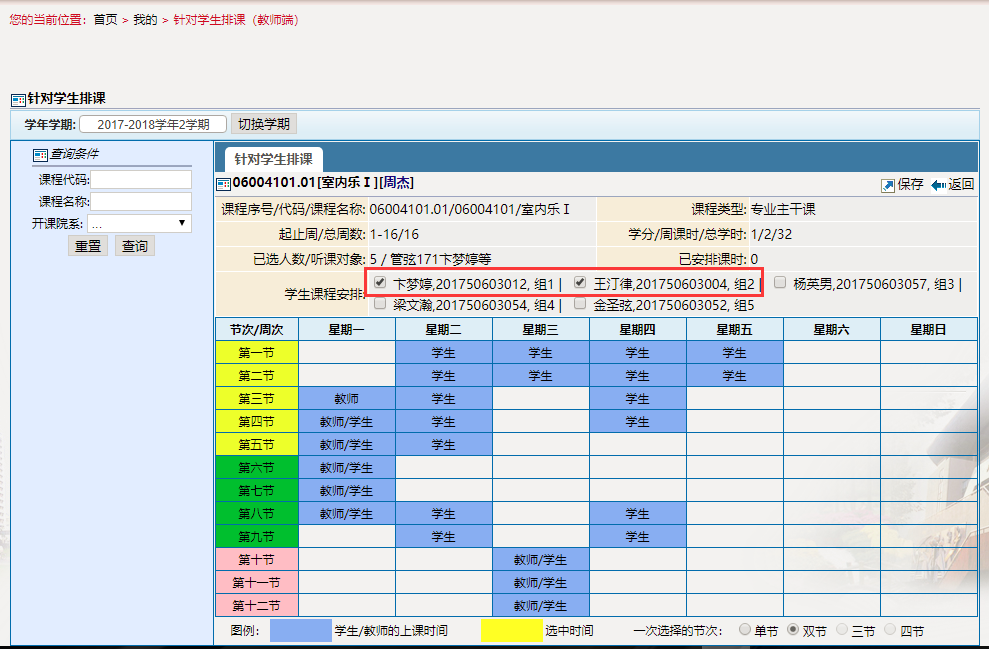 您的当前位置：首页 > 我的 > 针对学生排课（教师端）
针对学生排课
学年学期: 2017-2018学年2学期 切换学期
查询条件
课程代码:
课程名称:
开课院系: ...
重置 查询
针对学生排课
06004101.01[室内乐Ⅰ][周杰] 保存 返回
课程序号/代码/课程名称: 06004101.01/06004101/室内乐Ⅰ 课程类型: 专业主干课
起止周/总周数: 1-16/16 学分/周课时/总学时: 1/2/32
已选人数/听课对象: 5 / 管弦171卞梦婷等 已安排课时: 0
学生课程安排: 卞梦婷,201750603012, 组1 | 王汀律,201750603004, 组2 | 杨英男,201750603057, 组3 |
梁文瀚,201750603054, 组4 | 金圣弦,201750603052, 组5
节次/周次 星期一 星期二 星期三 星期四 星期五 星期六 星期日
第一节 学生 学生 学生 学生
第二节 学生 学生 学生 学生
第三节 教师 学生 学生
第四节 教师/学生 学生 学生
第五节 教师/学生 学生
第六节 教师/学生
第七节 教师/学生
第八节 教师/学生 学生 学生
第九节 学生 学生
第十节 教师/学生
第十一节 教师/学生
第十二节 教师/学生
图例: 学生/教师的上课时间 选中时间 一次选择的节次: 单节 双节 三节 四节